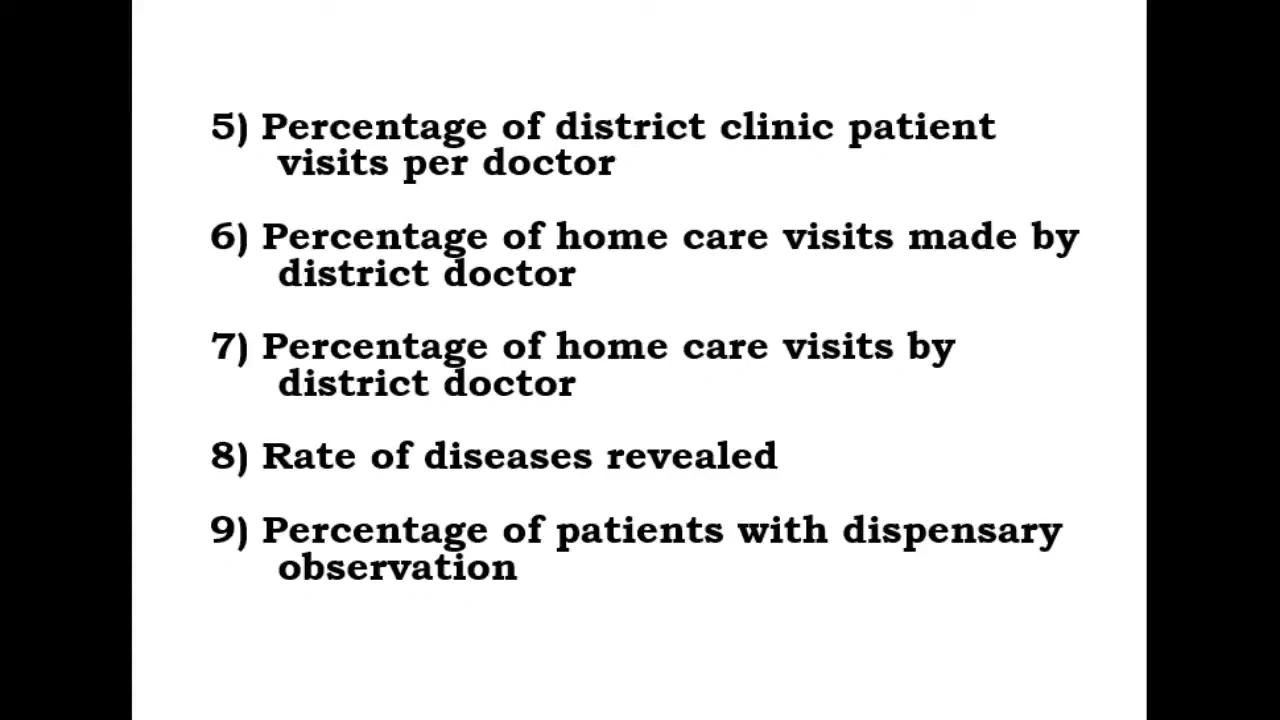 5) Percentage of district clinic patient
visits per doctor
6) Percentage of home care visits made by
district doctor
7) Percentage of home care visits by
district doctor
8) Rate of diseases revealed
9) Percentage of patients with dispensary
observation